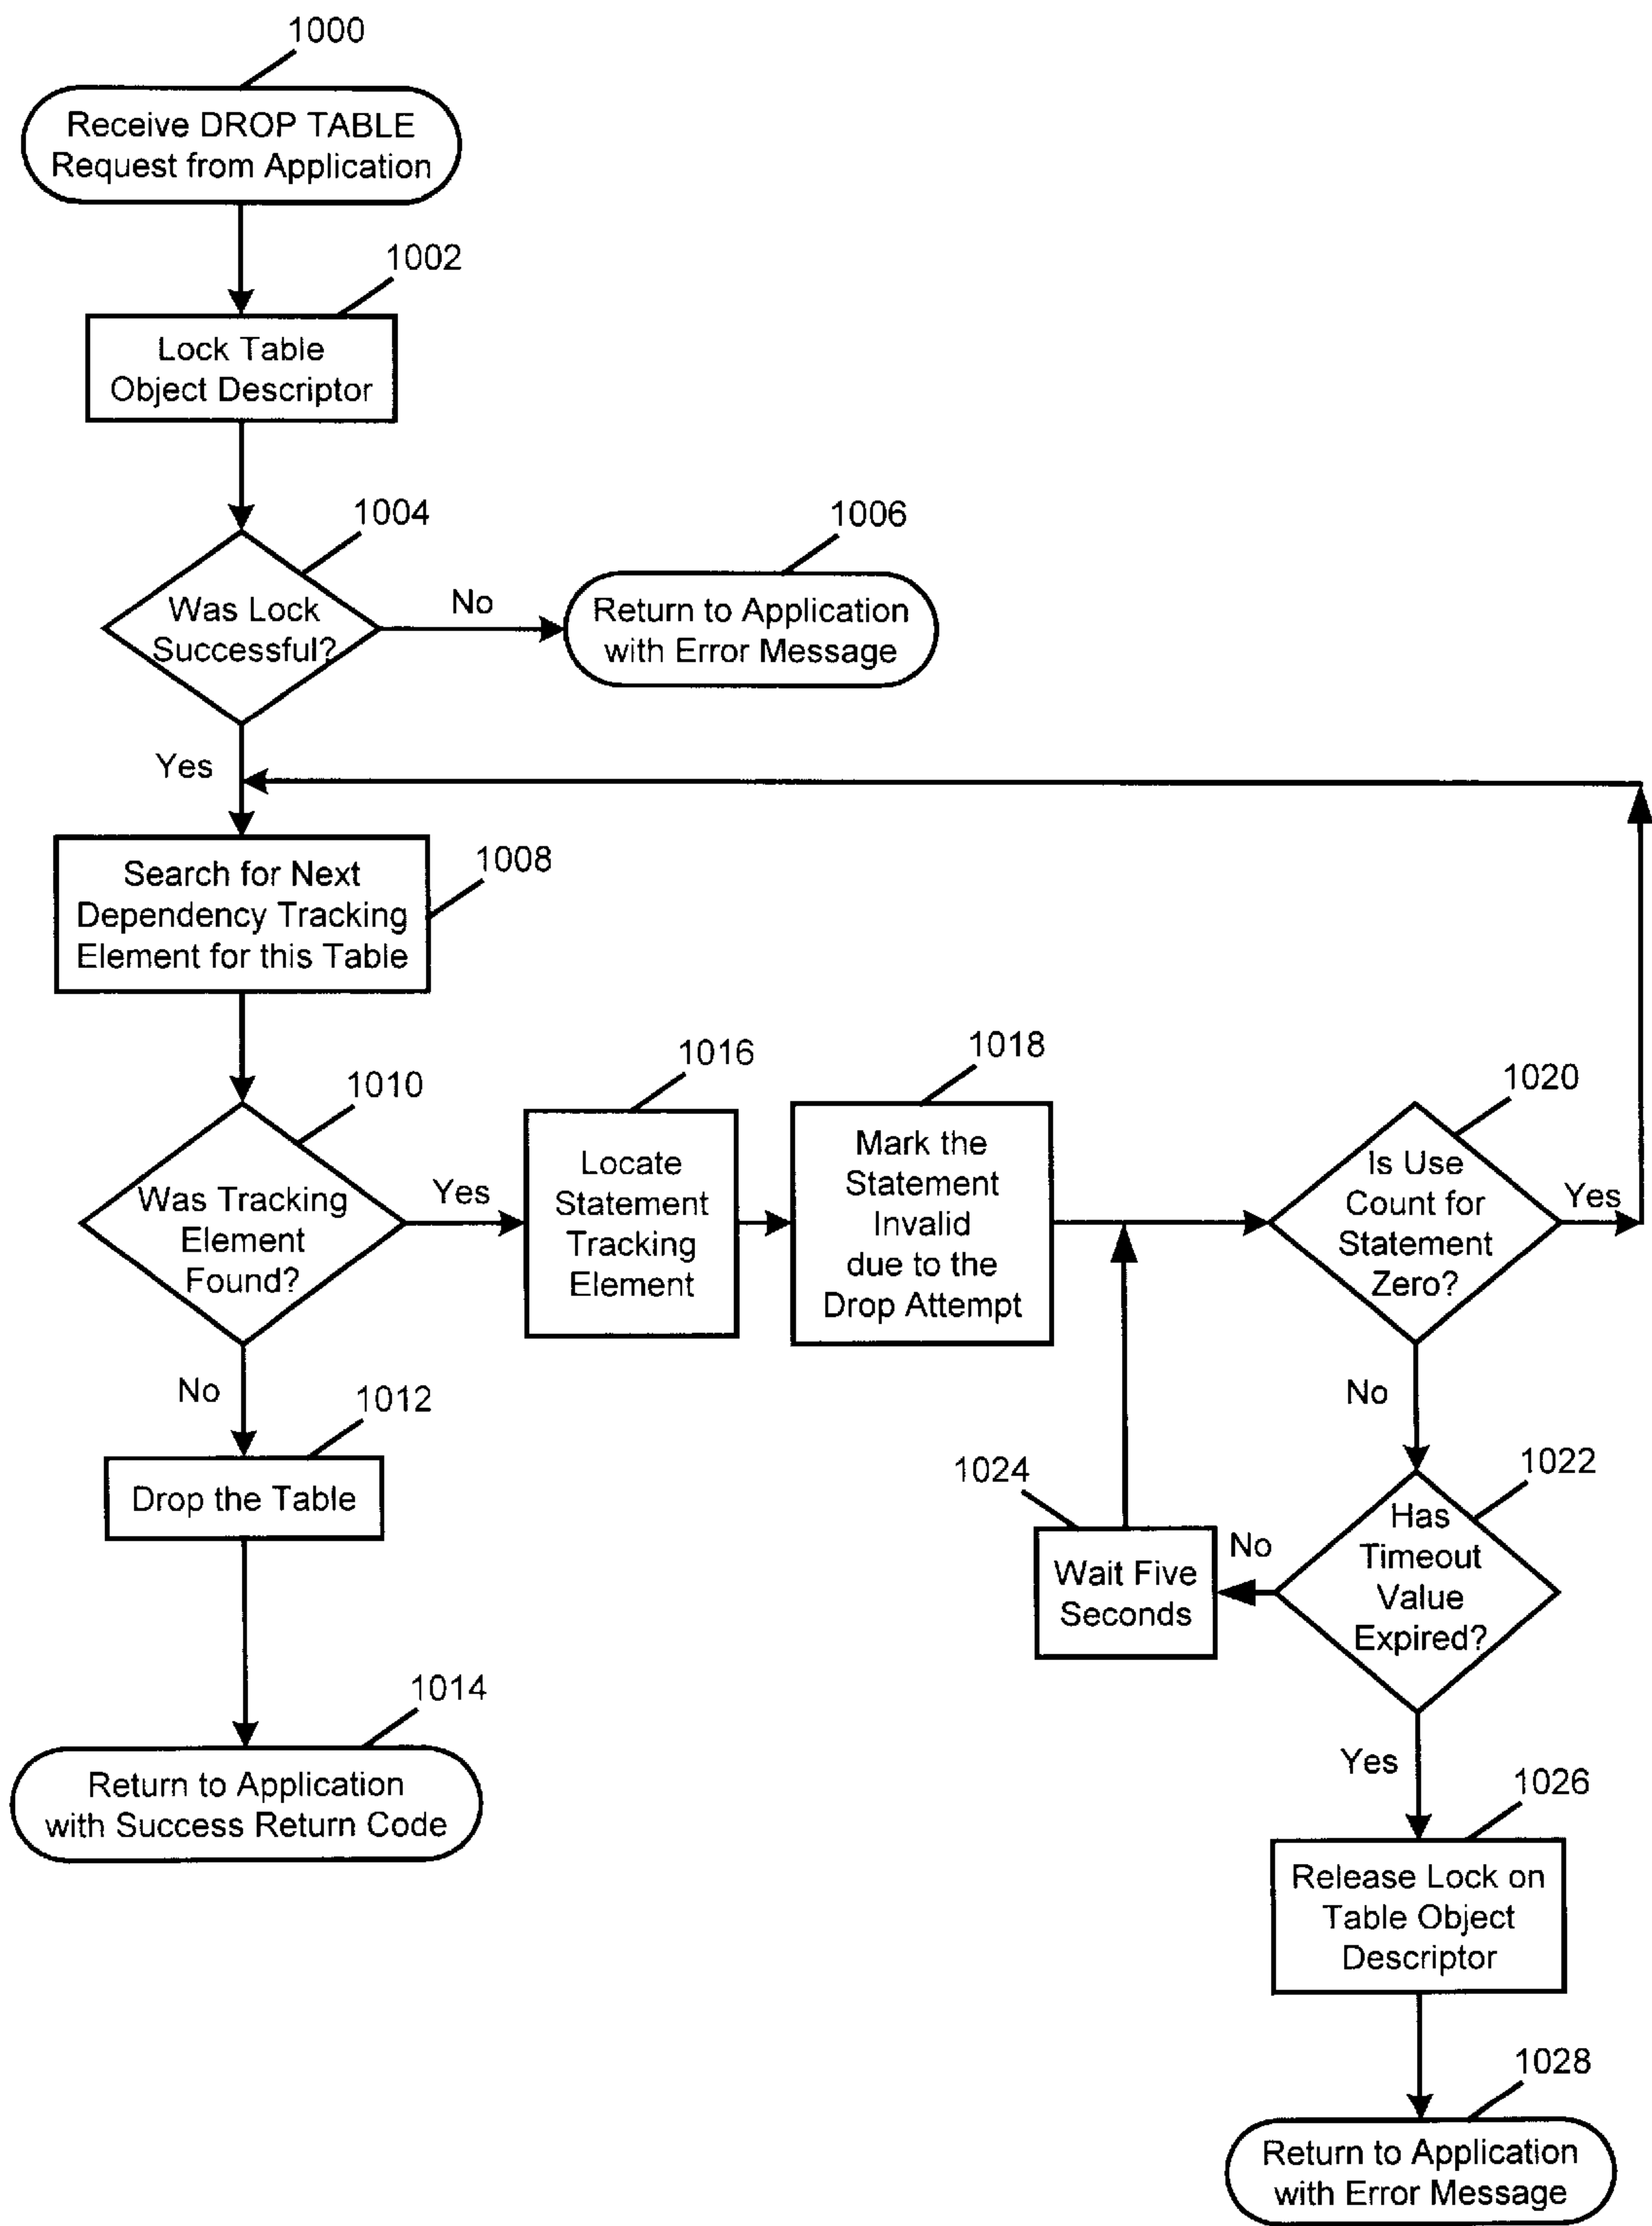 1000
Receive DROP TABLE
Request from Application
1002
Lock Table
Object Descriptor
1004
Was Lock
Successful?
No
1006
Return to Application
with Error Message
Yes
1008
Search for Next
Dependency Tracking
Element for this Table
1010
Was Tracking
Element
Found?
Yes
1016
Locate
Statement
Tracking
Element
1018
Mark the
Statement
Invalid
due to the
Drop Attempt
1020
Is Use
Count for
Statement
Zero?
Yes
No
1012
Drop the Table
1014
Return to Application
with Success Return Code
No
1022
Has
Timeout
Value
Expired?
No
1024
Wait Five
Seconds
Yes
1026
Release Lock on
Table Object
Descriptor
1028
Return to Application
with Error Message